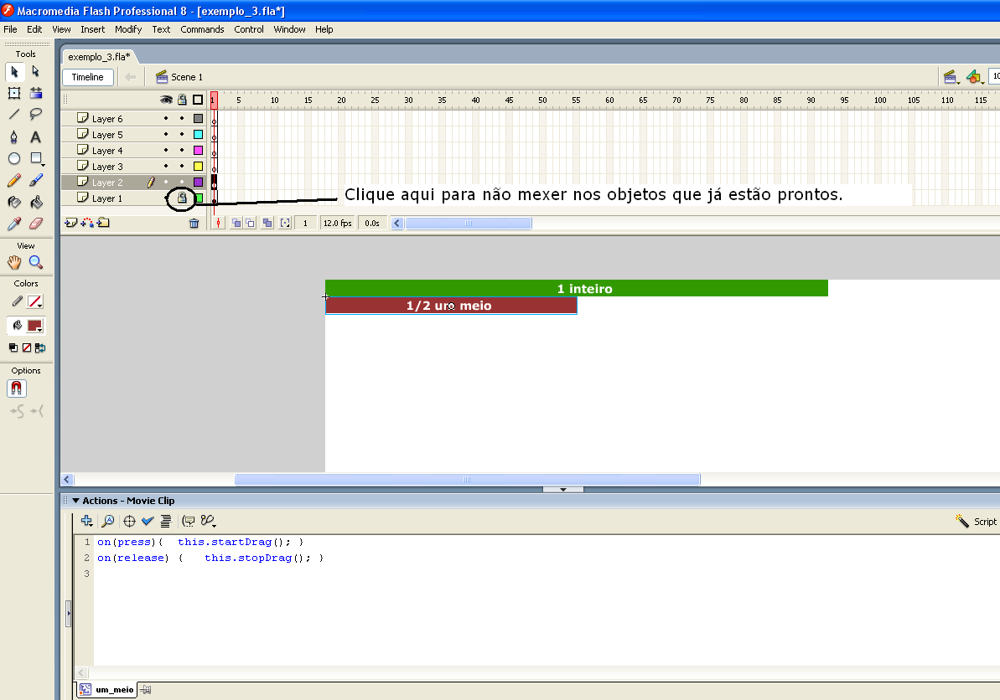 Macromedia Flash Professional 8 - [exemplo_3.fla*]
File Edit View Insert Modify Text Commands Control Window Help
Tools
exemplo_3.fla*
Timeline
Scene 1
10
1 5 10 15 20 25 30 35 40 45 50 55 60 65 70 75 80 85 90 95 100 105 110 115
Layer 6
Layer 5
Layer 4
Layer 3
Layer 2
Layer 1
Clique aqui para não mexer nos objetos que já estão prontos.
1 12.0 fps 0.0s
View
Colors
Options
1 inteiro
1/2 um meio
Actions - Movie Clip
Script
1 on(press){ this.startDrag(); }
2 on(release) { this.stopDrag(); }
3
um_meio